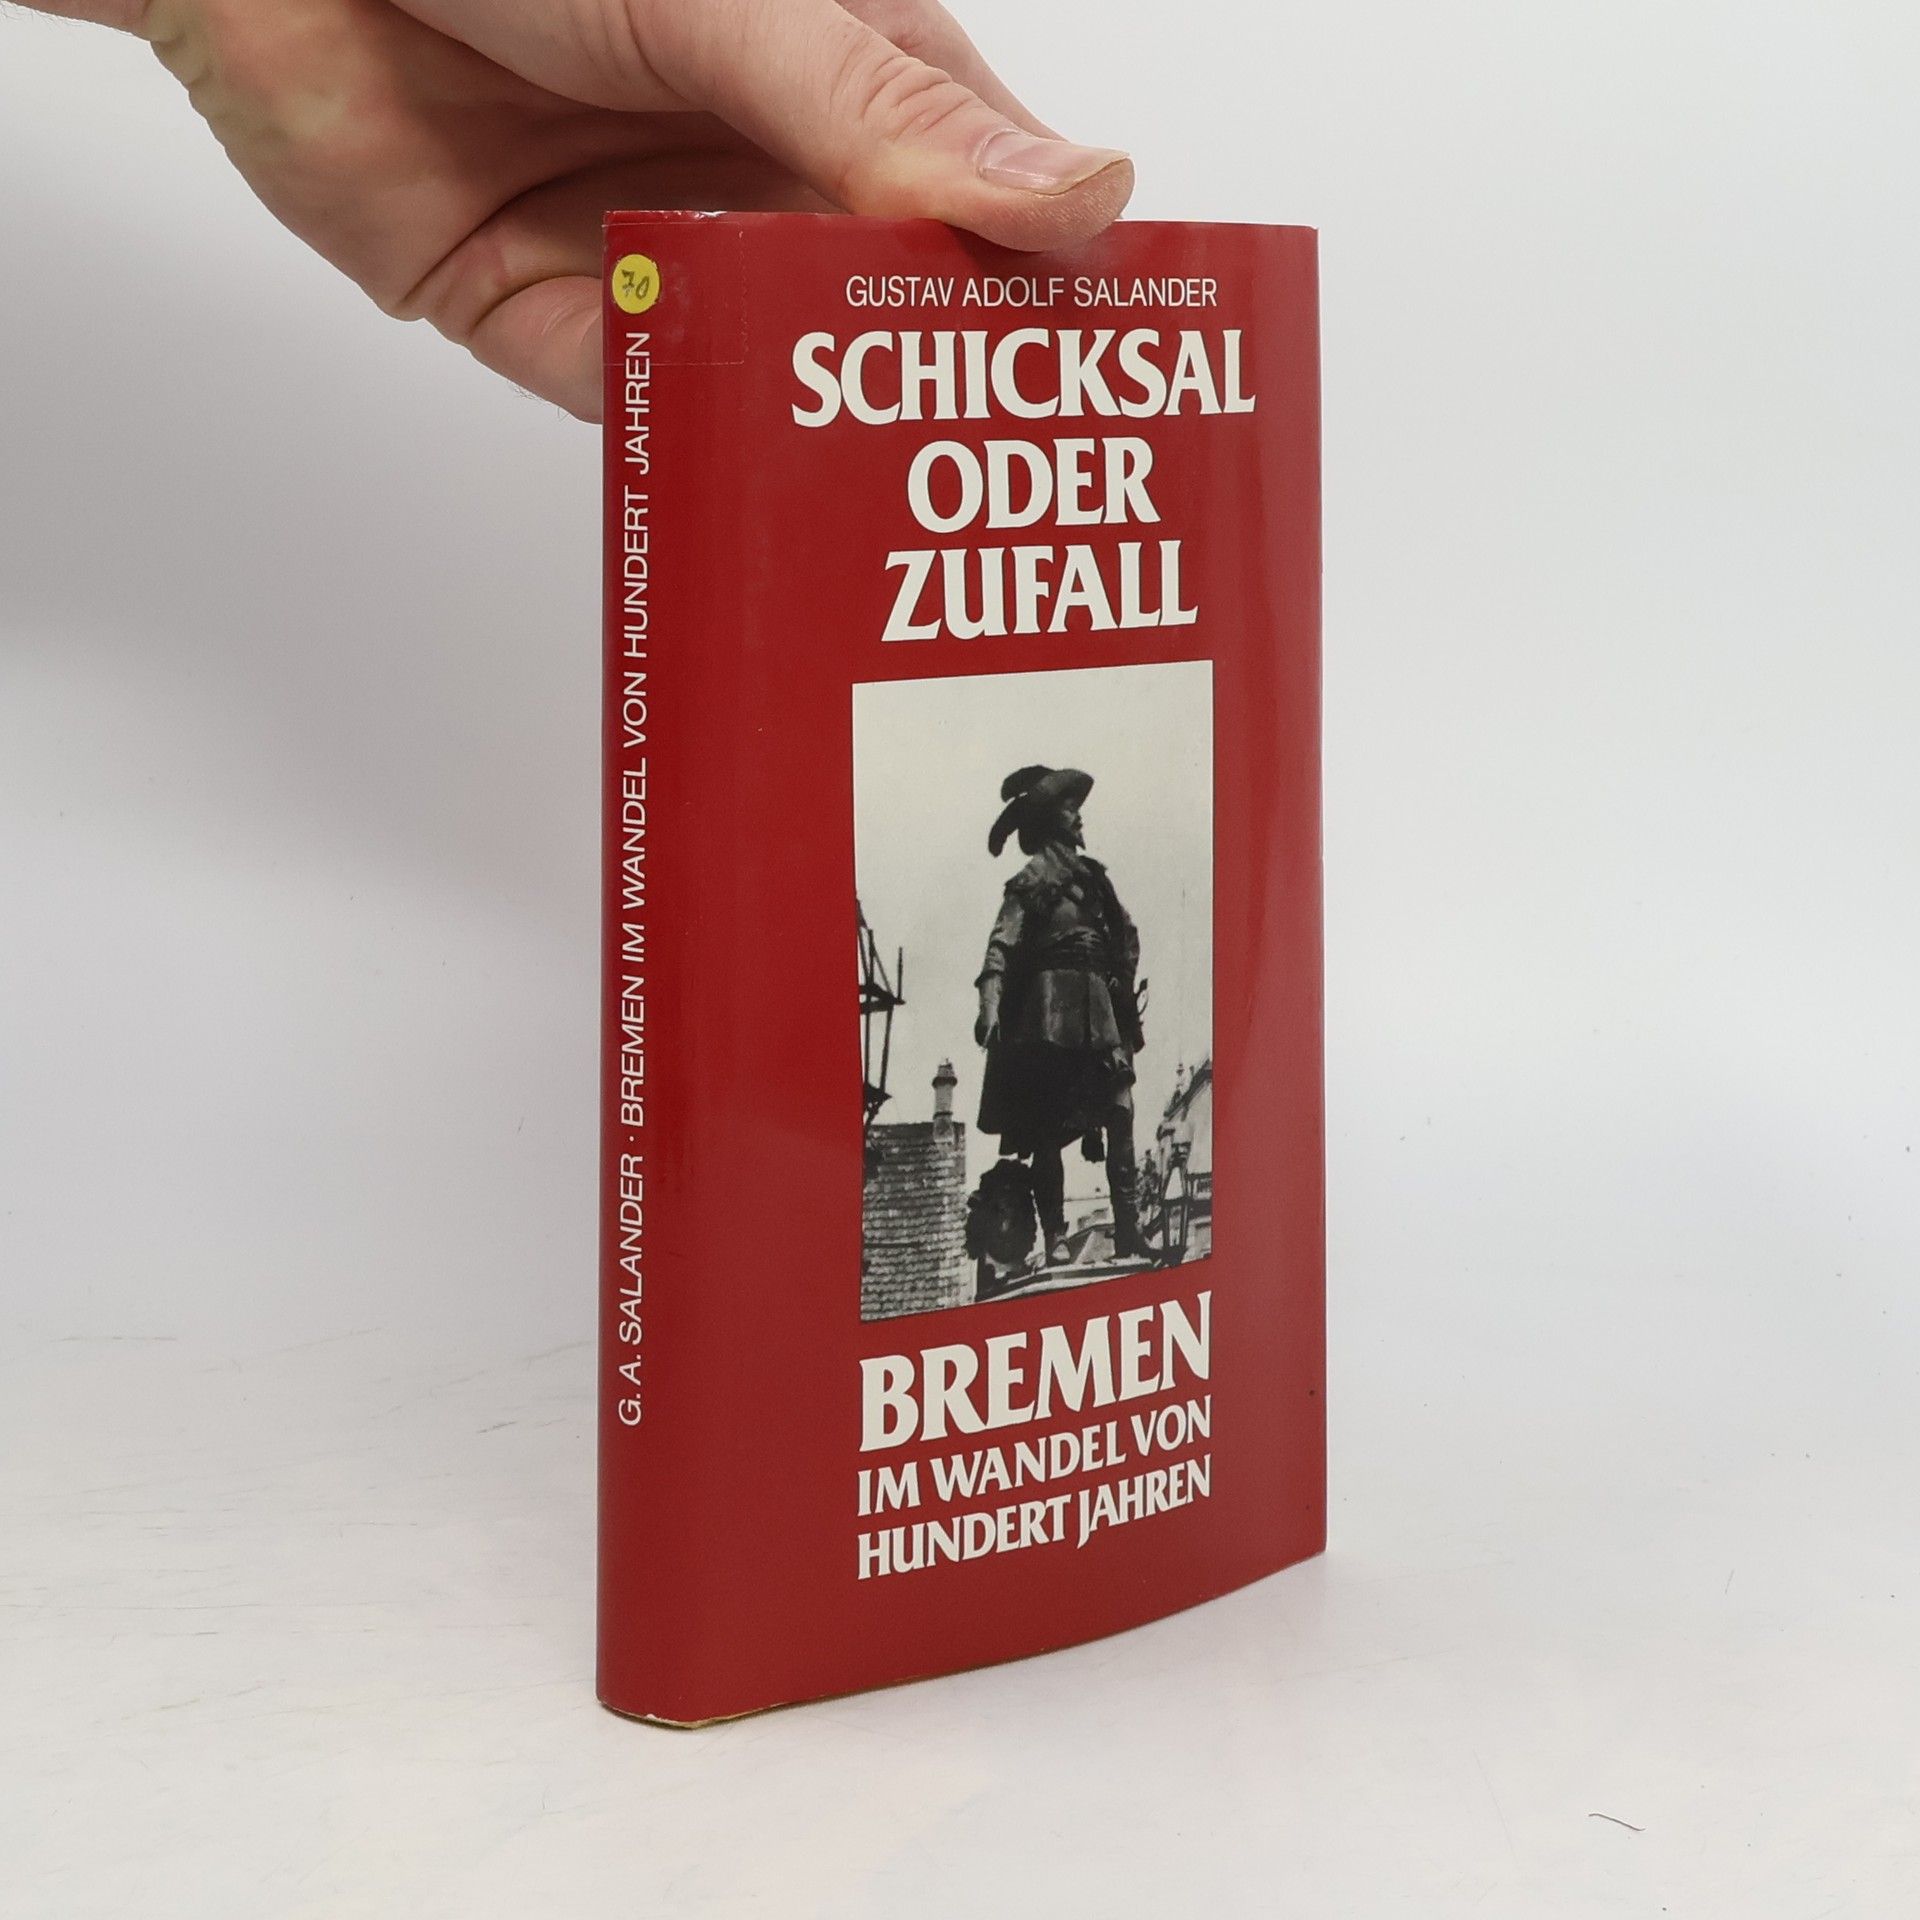 70
G. A. SALANDER · BREMEN IM WANDEL VON HUNDERT JAHREN
GUSTAV ADOLF SALANDER
SCHICKSAL
ODER
ZUFALL
BREMEN
IM WANDEL VON
HUNDERT JAHREN